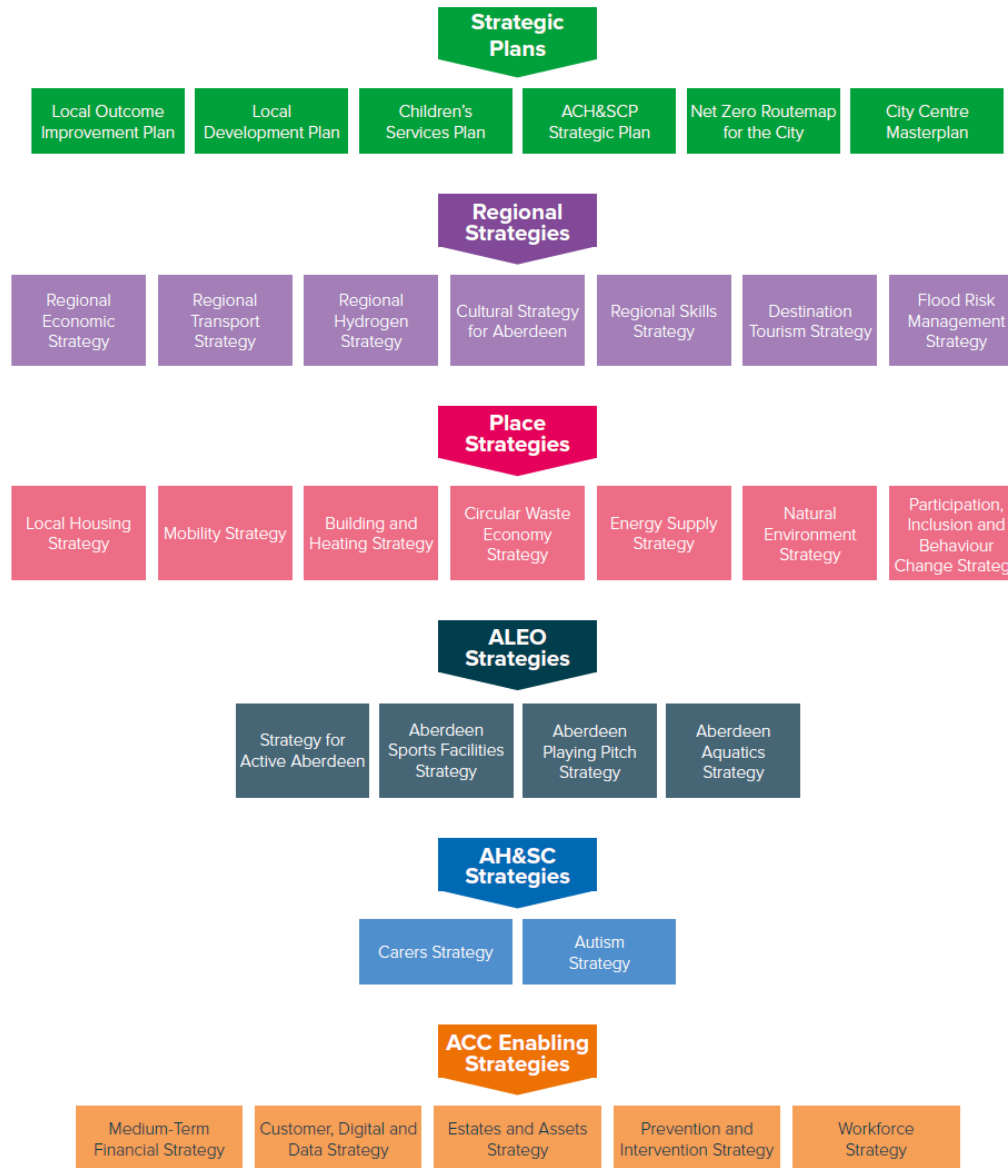 Strategic
Plans
Local Outcome
Improvement Plan
Local
Development Plan
Children's
Services Plan
ACH&SCP
Strategic Plan
Net Zero Routemap
for the City
City Centre
Masterplan
Regional
Strategies
Regional
Economic
Strategy
Regional
Transport
Strategy
Regional
Hydrogen
Strategy
Cultural Strategy
for Aberdeen
Regional Skills
Strategy
Destination
Tourism Strategy
Flood Risk
Management
Strategy
Place
Strategies
Local Housing
Strategy
Mobility Strategy
Building and
Heating Strategy
Circular Waste
Economy
Strategy
Energy Supply
Strategy
Natural
Environment
Strategy
Participation,
Inclusion and
Behaviour
Change Strateg
ALEO
Strategies
Strategy for
Active Aberdeen
Aberdeen
Sports Facilities
Strategy
Aberdeen
Playing Pitch
Strategy
Aberdeen
Aquatics
Strategy
AH&SC
Strategies
Carers Strategy
Autism
Strategy
ACC Enabling
Strategies
Medium-Term
Financial Strategy
Customer, Digital and
Data Strategy
Estates and Assets
Strategy
Prevention and
Intervention Strategy
Workforce
Strategy